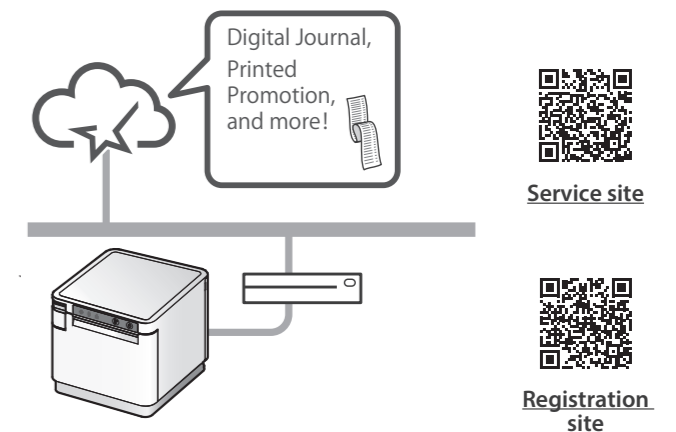 Digital Journal,
Printed
Promotion,
and more!
Service site
Registration
site